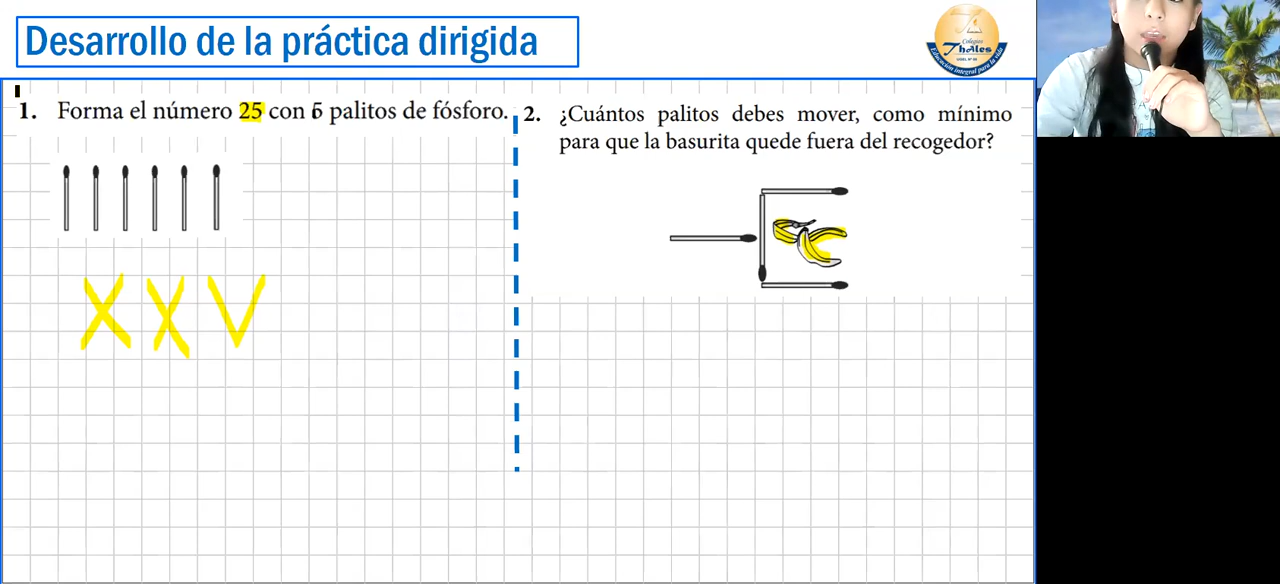 Desarrollo de la práctica dirigida
Colegios
Thales
Educación integral para la vida
1. Forma el número 25 con 6 palitos de fósforo.
XXV
2. ¿Cuántos palitos debes mover, como mínimo
para que la basurita quede fuera del recogedor?